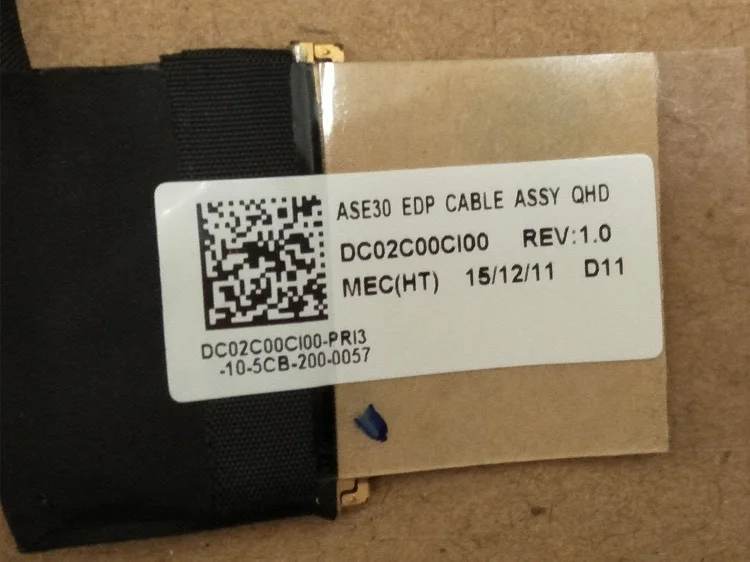 ASE30 EDP CABLE ASSY QHD
DC02C00CI00 REV:1.0
MEC(HT) 15/12/11 D11
DC02C00CI00-PRI3
-10-5CB-200-0057